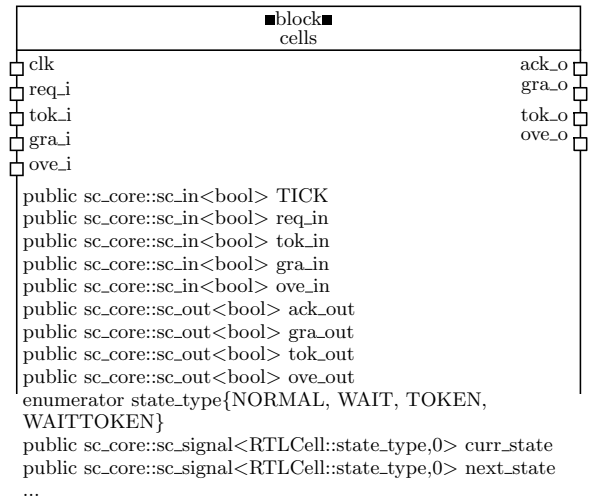 ■block■
cells
clk
req_i
tok_i
gra_i
ove_i
ack_o
gra_o
tok_o
ove_o
public sc_core::sc_in<bool> TICK
public sc_core::sc_in<bool> req_in
public sc_core::sc_in<bool> tok_in
public sc_core::sc_in<bool> gra_in
public sc_core::sc_in<bool> ove_in
public sc_core::sc_out<bool> ack_out
public sc_core::sc_out<bool> gra_out
public sc_core::sc_out<bool> tok_out
public sc_core::sc_out<bool> ove_out
enumerator state_type{NORMAL, WAIT, TOKEN,
WAITTOKEN}
public sc_core::sc_signal<RTLCell::state_type,0> curr_state
public sc_core::sc_signal<RTLCell::state_type,0> next_state
...